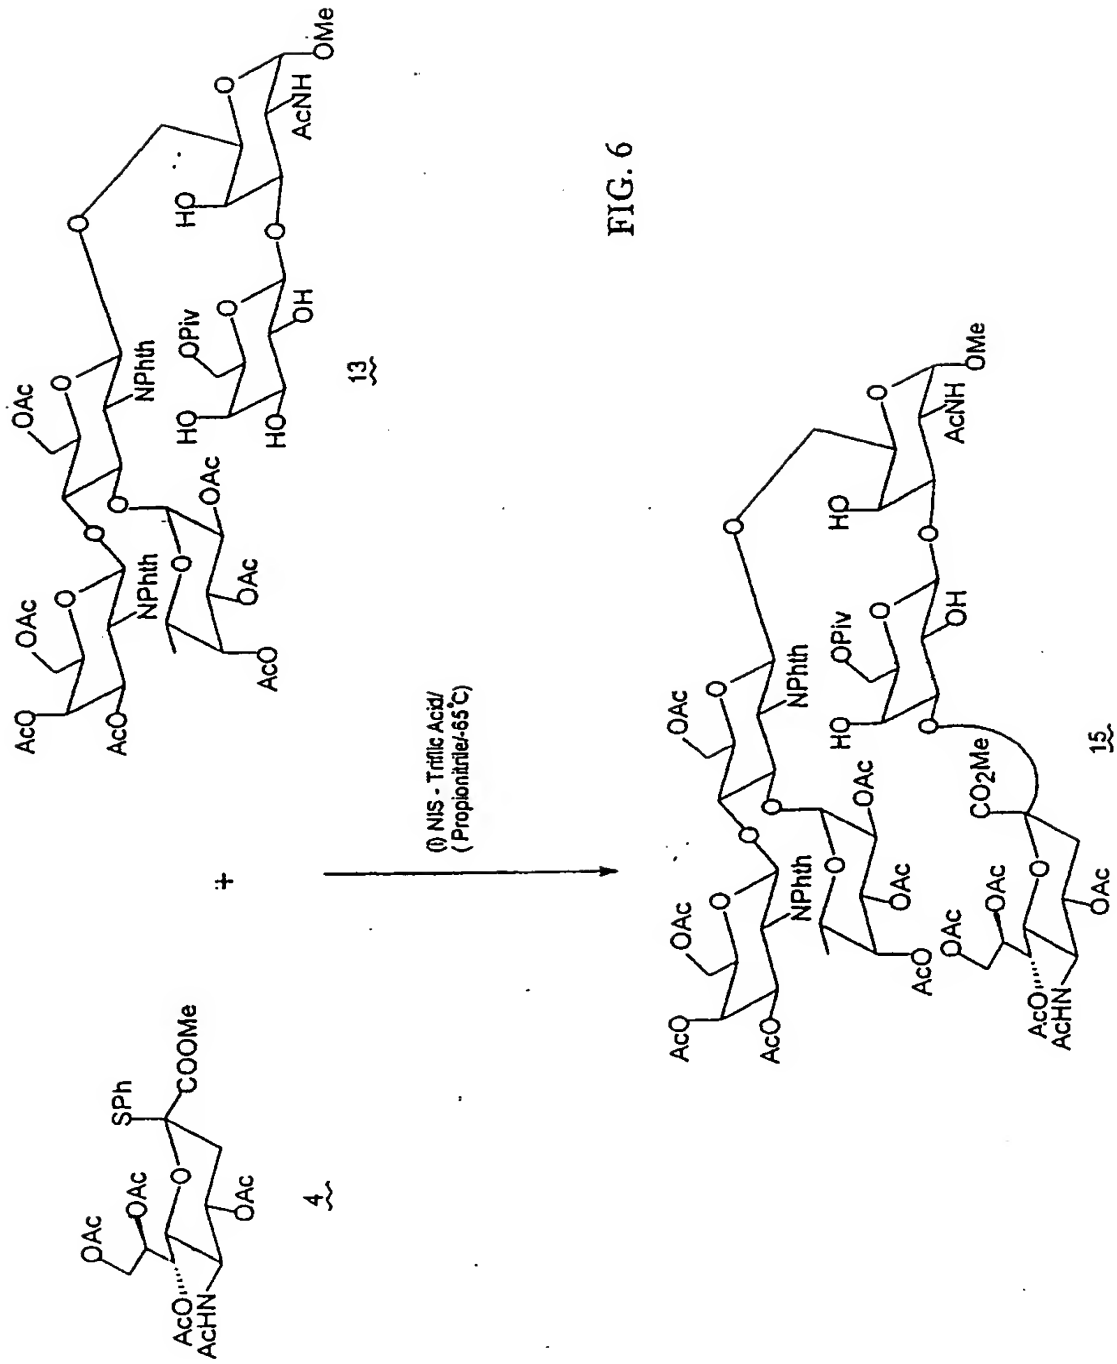 OAc
SPh
OAc
O
COOMe
AcO
AcHN
OAc
4
+
OAc
OAc
O
O
O
AcO
O
O
NPhth
O
AcO
NPhth
O
OAc
OPiv
HO
HO
O
O
AcNH
OMe
O
OAc
HO
OH
AcO
13
(i) NIS - Triflic Acid/
( Propionitrile/-65°C)
OAc
OAc
O
O
O
AcO
O
O
NPhth
O
AcO
NPhth
O
OAc
OPiv
HO
HO
O
O
AcNH
OMe
O
OAc
O
OH
AcO
CO2Me
OAc
OAc
O
AcO
AcHN
OAc
15
FIG. 6